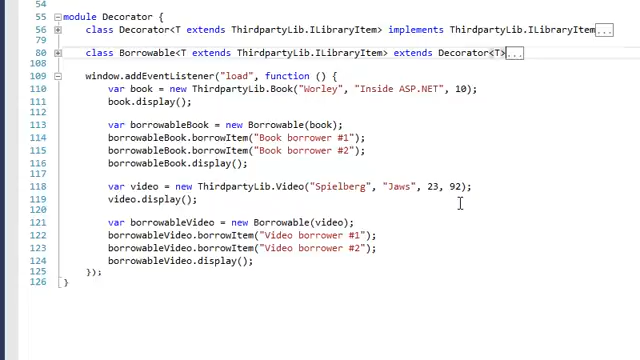 54
55 module Decorator {
56 class Decorator<T extends ThirdpartyLib.ILibraryItem> implements ThirdpartyLib.ILibraryItem...
79
80 class Borrowable<T extends ThirdpartyLib.ILibraryItem> extends Decorator<T>...
108
109 window.addEventListener("load", function () {
110 var book = new ThirdpartyLib.Book("Worley", "Inside ASP.NET", 10);
111 book.display();
112
113 var borrowableBook = new Borrowable(book);
114 borrowableBook.borrowItem("Book borrower #1");
115 borrowableBook.borrowItem("Book borrower #2");
116 borrowableBook.display();
117
118 var video = new ThirdpartyLib.Video("Spielberg", "Jaws", 23, 92);
119 video.display();
120
121 var borrowableVideo = new Borrowable(video);
122 borrowableVideo.borrowItem("Video borrower #1");
123 borrowableVideo.borrowItem("Video borrower #2");
124 borrowableVideo.display();
125 });
126 }